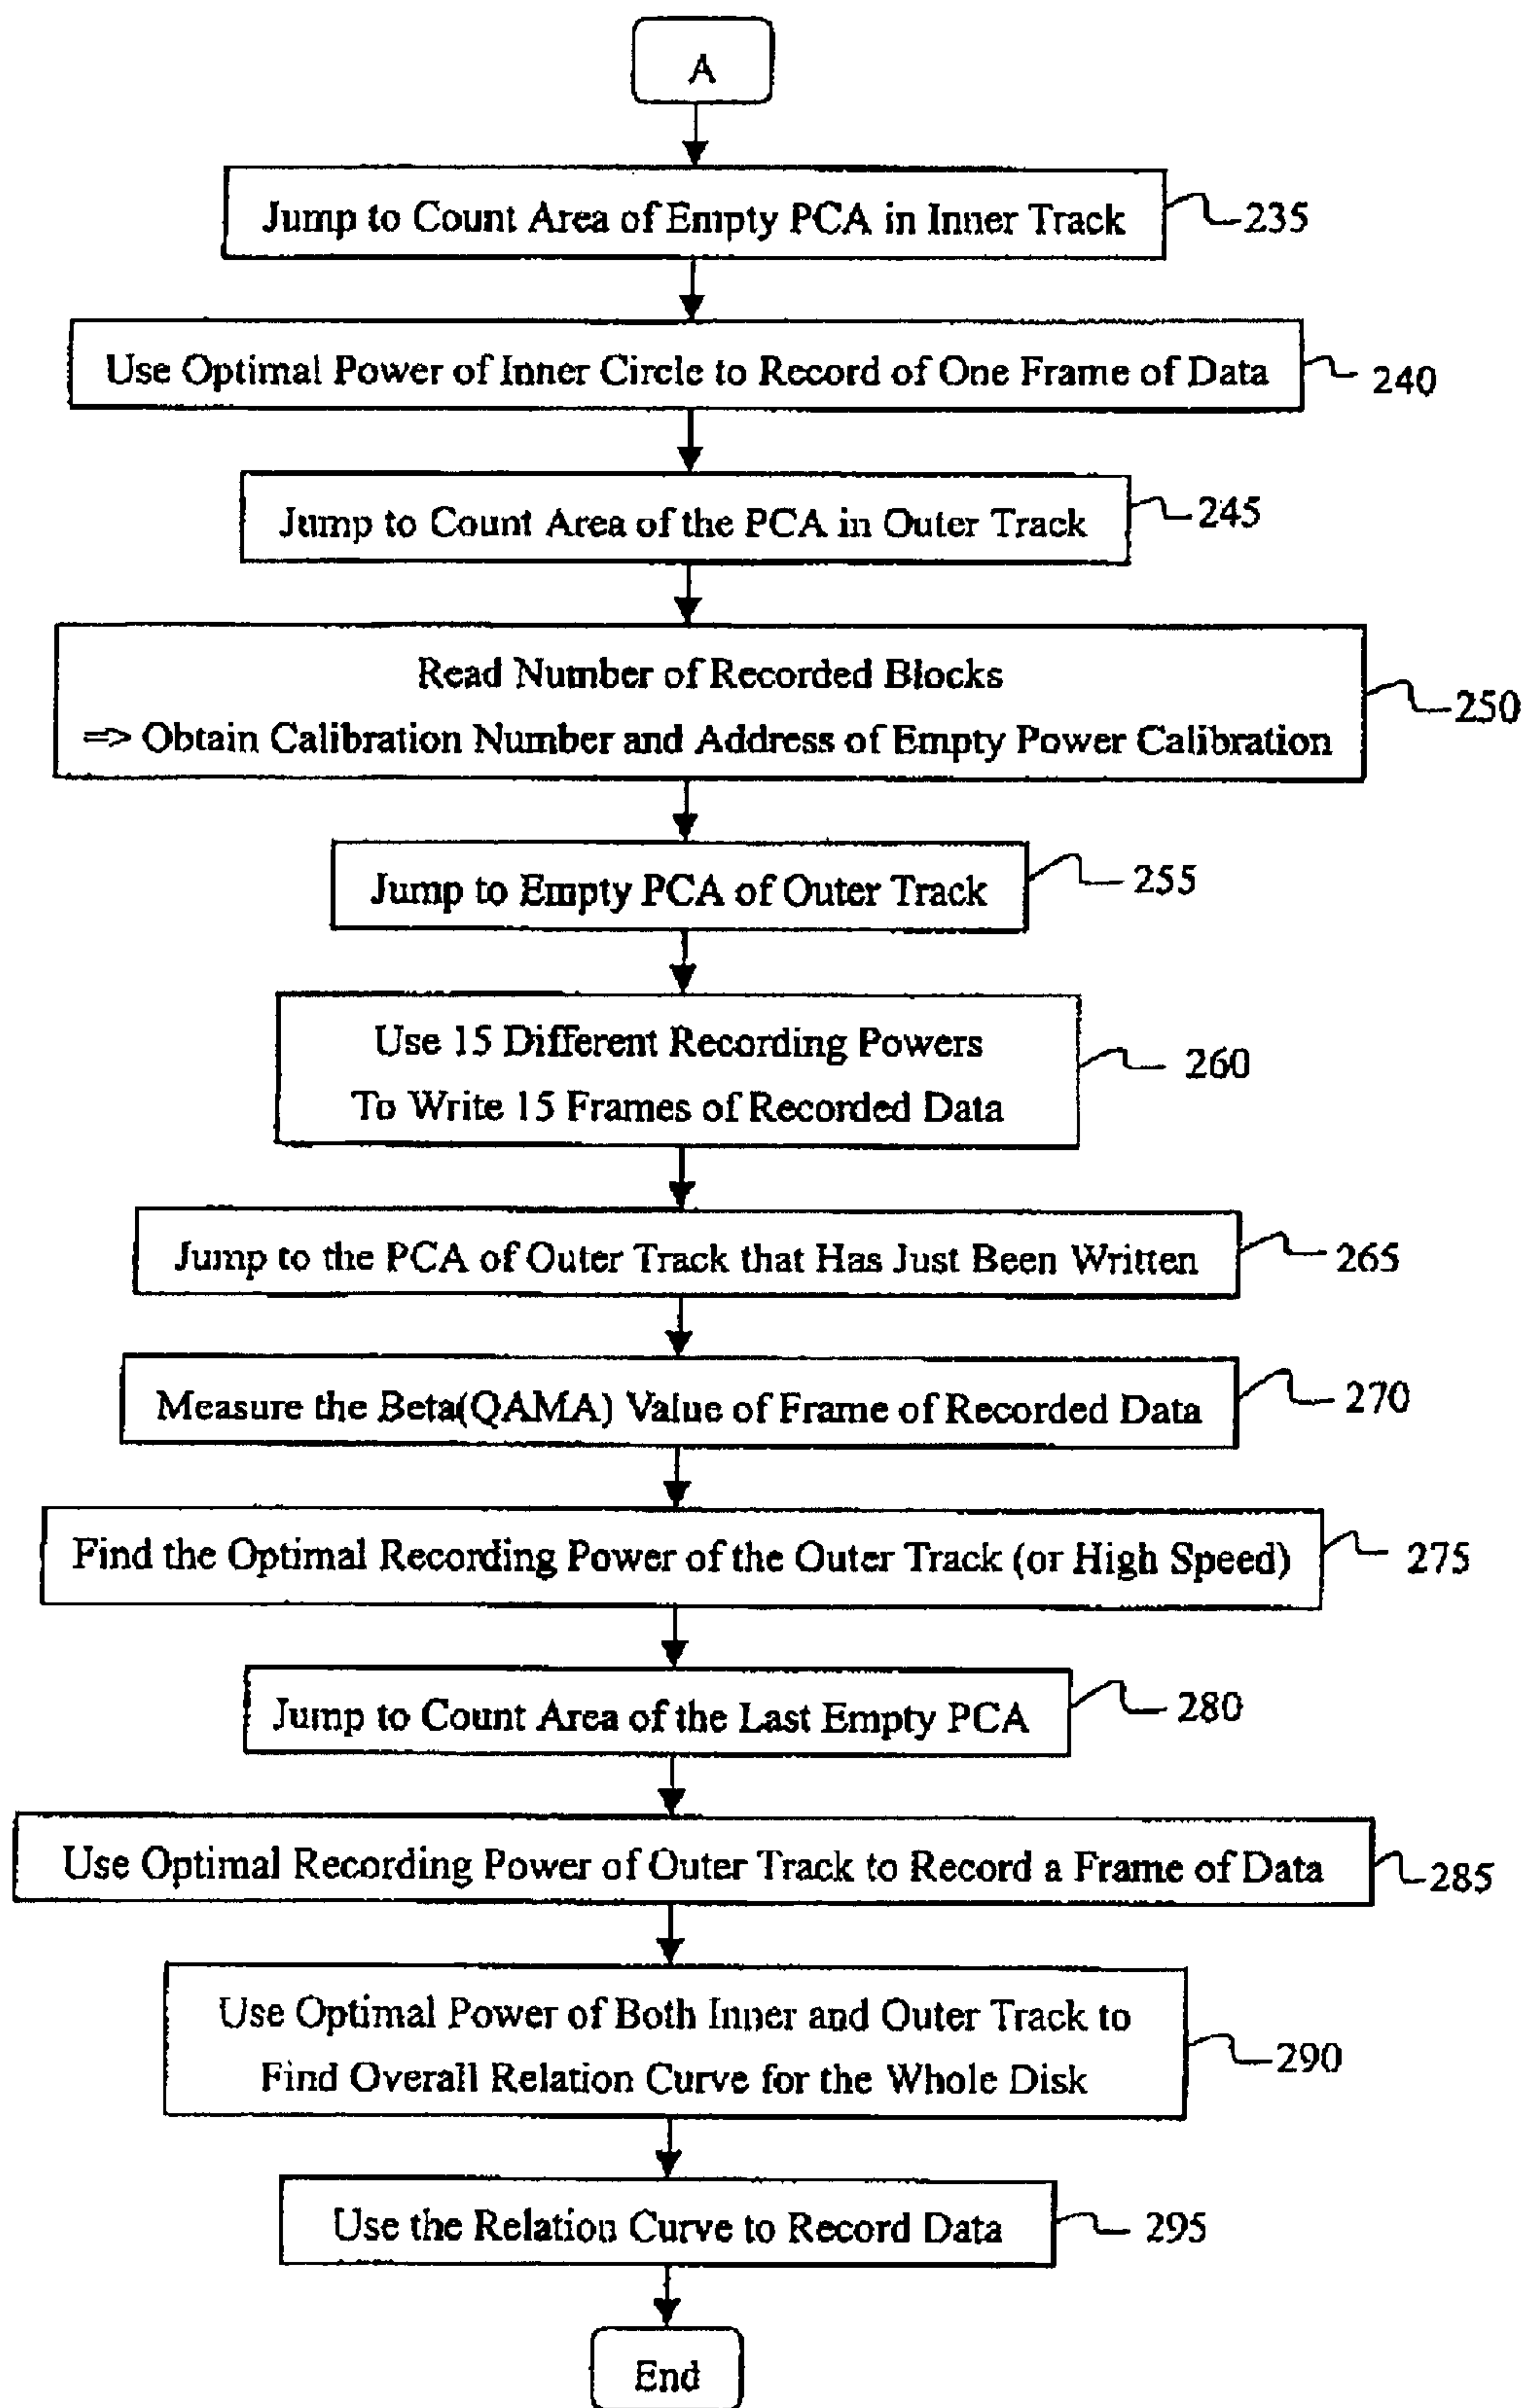 A
Jump to Count Area of Empty PCA in Inner Track
235
Use Optimal Power of Inner Circle to Record of One Frame of Data
240
Jump to Count Area of the PCA in Outer Track
245
Read Number of Recorded Blocks
=> Obtain Calibration Number and Address of Empty Power Calibration
250
Jump to Empty PCA of Outer Track
255
Use 15 Different Recording Powers
To Write 15 Frames of Recorded Data
260
Jump to the PCA of Outer Track that Has Just Been Written
265
Measure the Beta(QAMA) Value of Frame of Recorded Data
270
Find the Optimal Recording Power of the Outer Track (or High Speed)
275
Jump to Count Area of the Last Empty PCA
280
Use Optimal Recording Power of Outer Track to Record a Frame of Data
285
Use Optimal Power of Both Inner and Outer Track to
Find Overall Relation Curve for the Whole Disk
290
Use the Relation Curve to Record Data
295
End